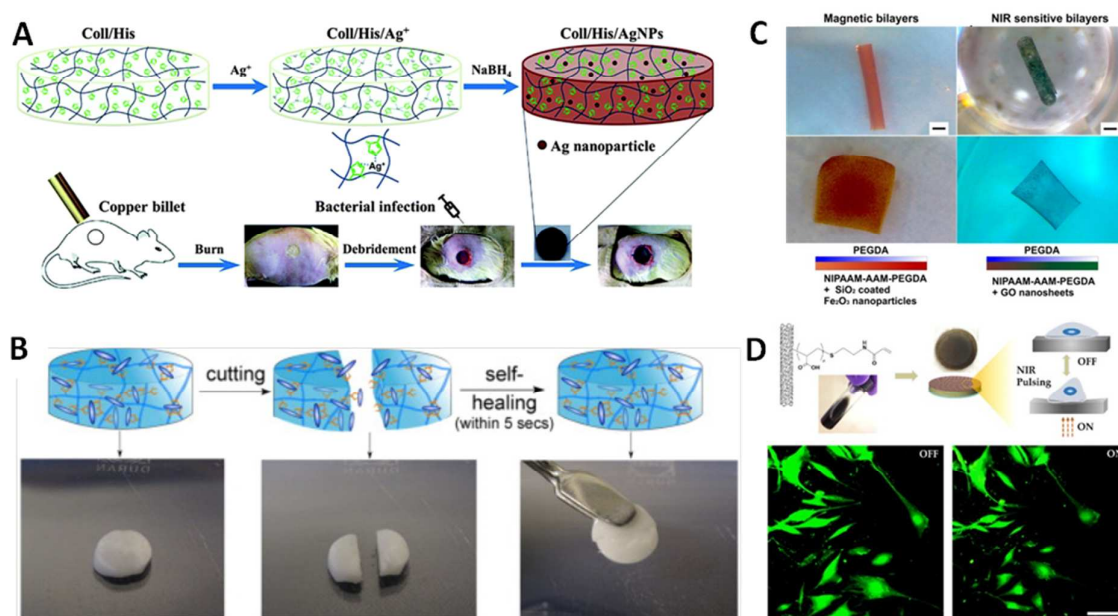 A
Coll/His
Coll/His/Ag⁺
Coll/His/AgNPs
Ag⁺
NaBH₄
Ag⁺
Ag nanoparticle
Copper billet
Bacterial infection
Burn
Debridement
B
cutting
self-
healing
(within 5 secs)
DURAN
C
Magnetic bilayers
NIR sensitive bilayers
PEGDA
NIPAAM-AAM-PEGDA
+ SiO₂ coated
Fe₂O₃ nanoparticles
PEGDA
NIPAAM-AAM-PEGDA
+ GO nanosheets
D
S
H
N
O
O
OH
NIR
Pulsing
OFF
ON
OFF
ON